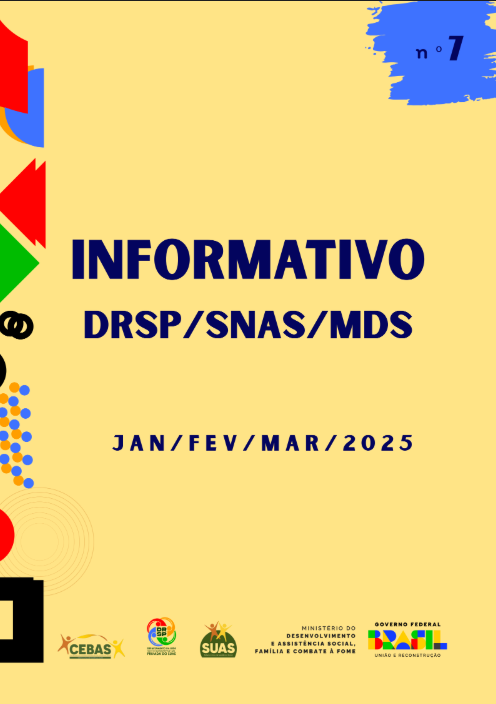 nº7
INFORMATIVO
DRSP/SNAS/MDS
JAN/FEV/MAR/2025
CEBAS
DRSP
SUAS
MINISTÉRIO DO
DESENVOLVIMENTO
E ASSISTÊNCIA SOCIAL,
FAMÍLIA E COMBATE À FOME
GOVERNO FEDERAL
BRASIL
UNIÃO E RECONSTRUÇÃO